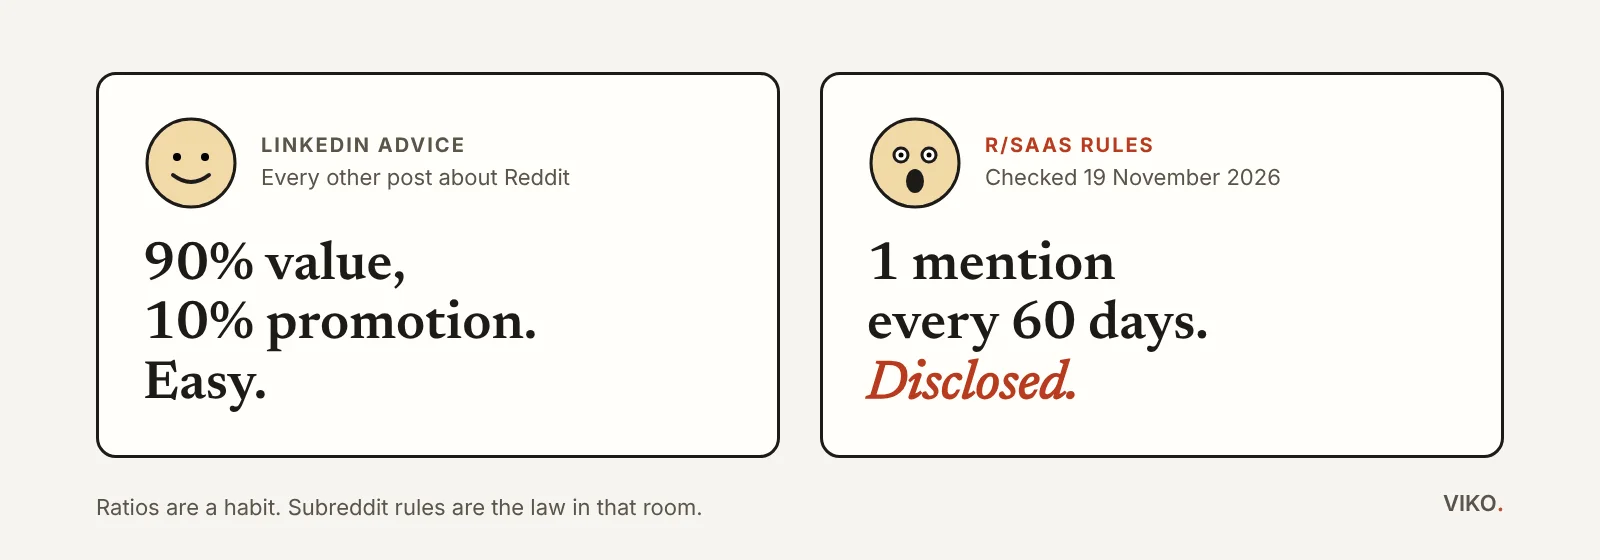 LINKEDIN ADVICE
Every other post about Reddit
90% value,
10% promotion.
Easy.
R/SAAS RULES
Checked 19 November 2026
1 mention
every 60 days.
Disclosed.
Ratios are a habit. Subreddit rules are the law in that room.
VIKO.